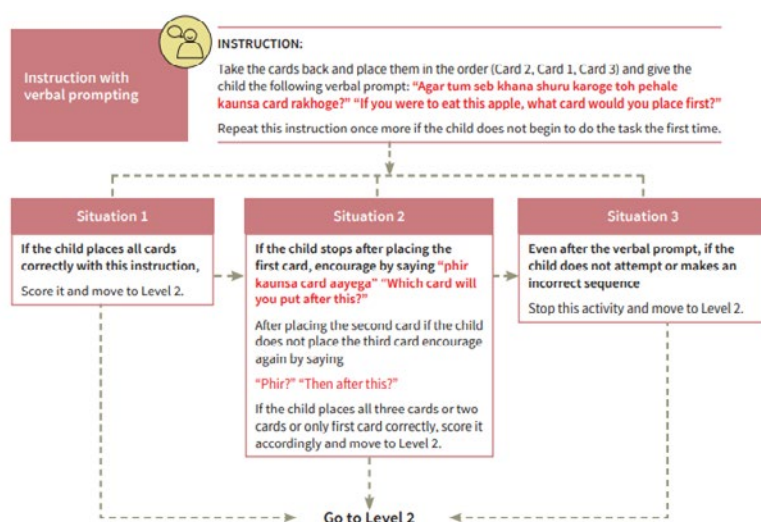 Instruction with
verbal prompting
INSTRUCTION:
Take the cards back and place them in the order (Card 2, Card 1, Card 3) and give the
child the following verbal prompt: “Agar tum seb khana shuru karoge toh pehale
kaunsa card rakhoge?” “If you were to eat this apple, what card would you place first?”
Repeat this instruction once more if the child does not begin to do the task the first time.
Situation 1
If the child places all cards
correctly with this instruction,
Score it and move to Level 2.
Situation 2
If the child stops after placing the
first card, encourage by saying “phir
kaunsa card aayega” “Which card will
you put after this?”
After placing the second card if the child
does not place the third card encourage
again by saying
“Phir?” “Then after this?”
If the child places all three cards or two
cards or only first card correctly, score it
accordingly and move to Level 2.
Situation 3
Even after the verbal prompt, if the
child does not attempt or makes an
incorrect sequence
Stop this activity and move to Level 2.
Go to Level 2